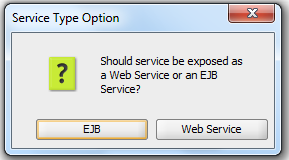 Service Type Option
Should service be exposed as
a Web Service or an EJB
Service?
EJB
Web Service